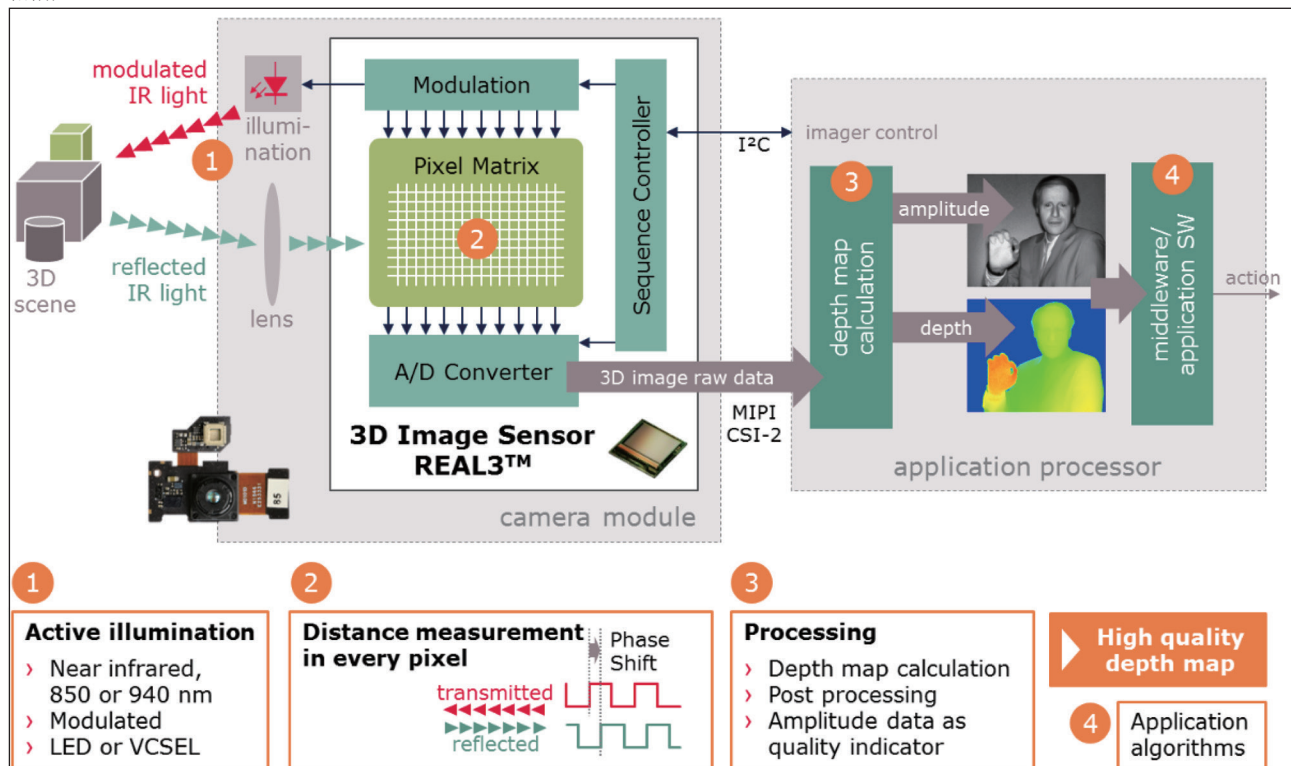 modulated
IR light
illumi-
nation
1
3D
scene
reflected
IR light
lens
Modulation
Pixel Matrix
2
Sequence Controller
A/D Converter
3D image raw data
3D Image Sensor
REAL3™
camera module
I²C
MIPI
CSI-2
imager control
3
depth map
calculation
amplitude
depth
4
middleware/
application SW
action
application processor
1
Active illumination
› Near infrared,
850 or 940 nm
› Modulated
› LED or VCSEL
2
Distance measurement
in every pixel
Phase
Shift
transmitted
reflected
3
Processing
› Depth map calculation
› Post processing
› Amplitude data as
quality indicator
High quality
depth map
4
Application
algorithms